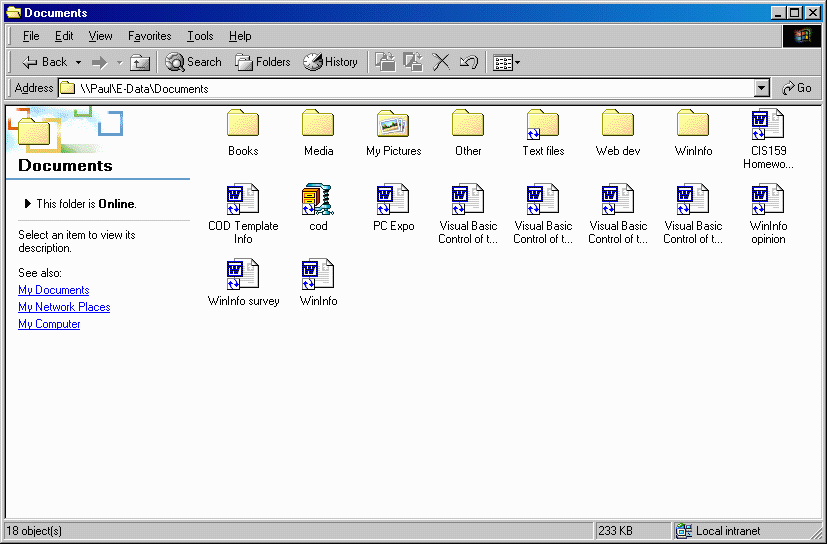 Documents
File Edit View Favorites Tools Help
Back Search Folders History
Address \\Paul\E-Data\Documents Go
Documents
This folder is Online.
Select an item to view its
description.
See also:
My Documents
My Network Places
My Computer
Books Media My Pictures Other Text files Web dev WinInfo CIS159
Homewo...
COD Template cod PC Expo Visual Basic Visual Basic Visual Basic Visual Basic WinInfo
Info Control of t... Control of t... Control of t... Control of t... opinion
WinInfo survey WinInfo
18 object(s) 233 KB Local intranet